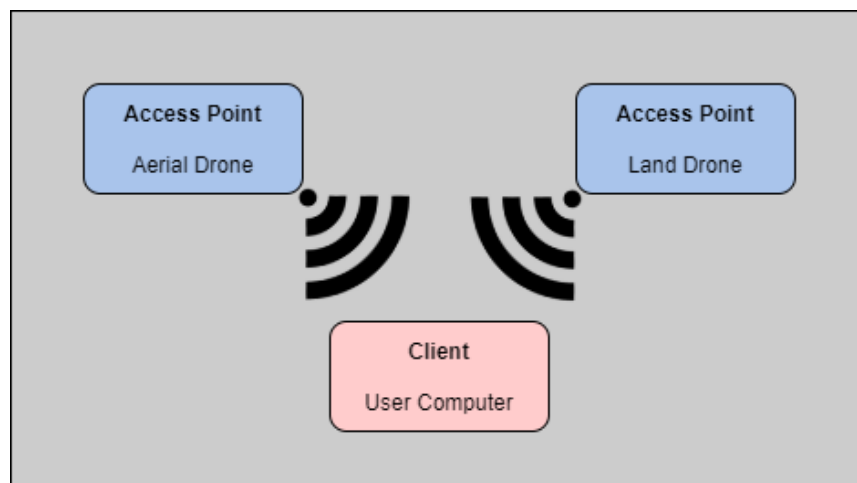 Access Point
Aerial Drone
Access Point
Land Drone
Client
User Computer